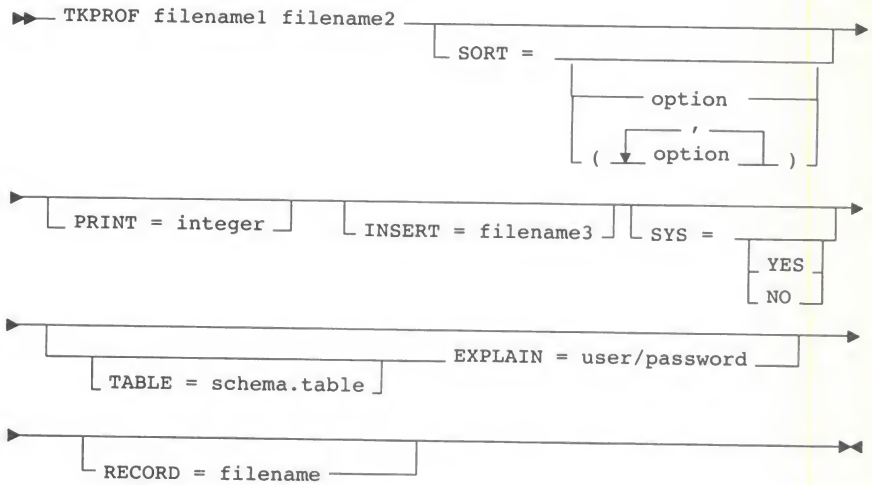 TKPROF filename1 filename2
SORT =
option
,
( option )
PRINT = integer
INSERT = filename3
SYS =
YES
NO
EXPLAIN = user/password
TABLE = schema.table
RECORD = filename